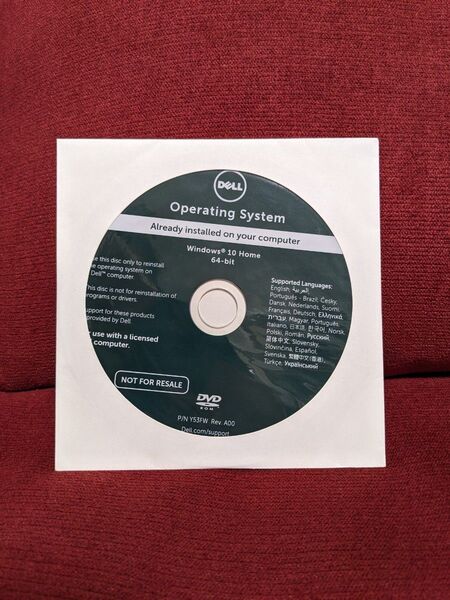 DELL
Operating System
Already installed on your computer
Windows® 10 Home
64-bit
se this disc only to reinstall
e operating system on
Dell™ computer.
his disc is not for reinstallation of
rograms or drivers.
upport for these products
provided by Dell.
use with a licensed
computer.
NOT FOR RESALE
Supported Languages:
English, العربية,
Português - Brazil, Česky,
Dansk, Nederlands, Suomi,
Français, Deutsch, Ελληνικά,
עברית, Magyar, Português,
Italiano, 日本語, 한국어, Norsk,
Polski, Român, Русский,
简体中文, Slovensky,
Slovinčina, Español,
Svenska, 繁體中文(香港),
Türkçe, Український
DVD
ROM
P/N Y53FW Rev. A00
Dell.com/support